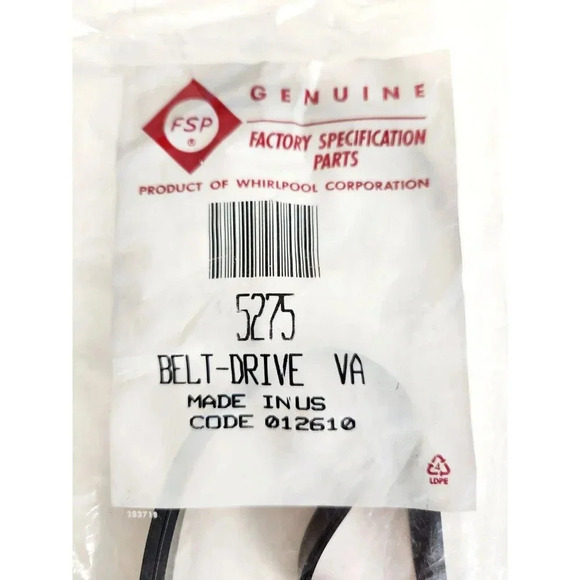 GENUINE
FSP
®
FACTORY SPECIFICATION
PARTS
PRODUCT OF WHIRLPOOL CORPORATION
5275
BELT-DRIVE VA
MADE IN US
CODE 012610
4
LDPE